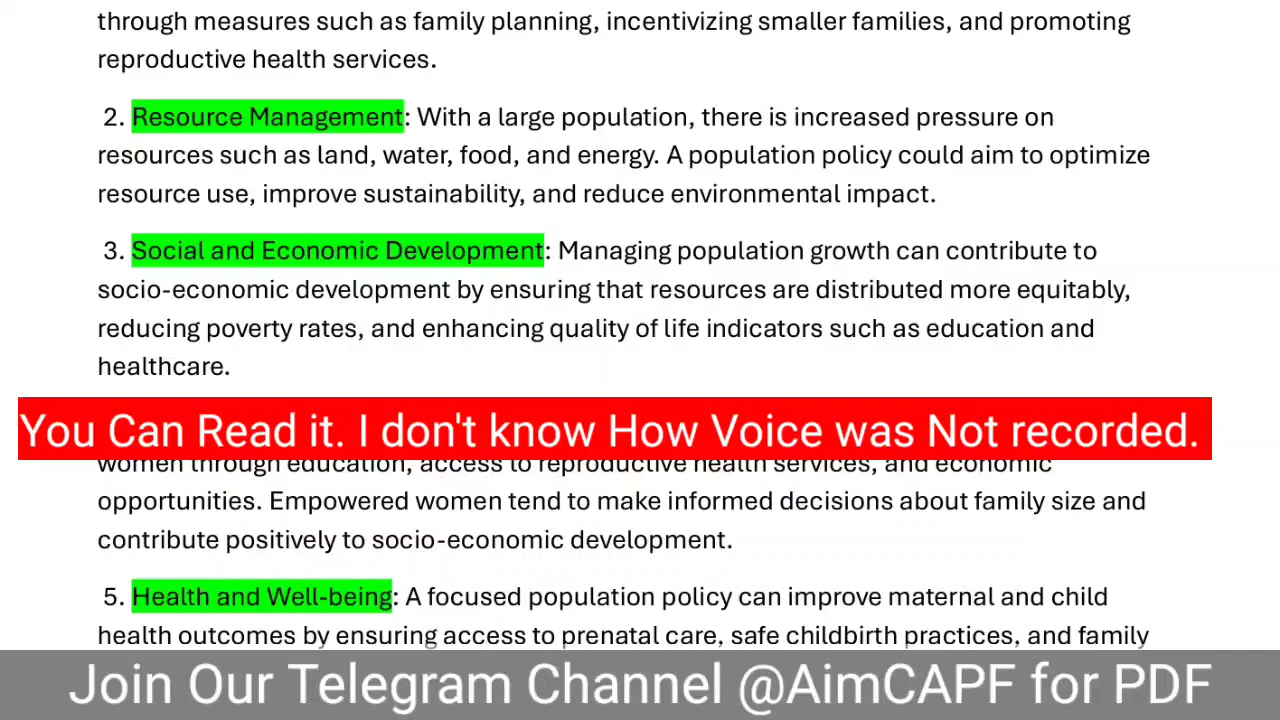 through measures such as family planning, incentivizing smaller families, and promoting
reproductive health services.
2. Resource Management: With a large population, there is increased pressure on
resources such as land, water, food, and energy. A population policy could aim to optimize
resource use, improve sustainability, and reduce environmental impact.
3. Social and Economic Development: Managing population growth can contribute to
socio-economic development by ensuring that resources are distributed more equitably,
reducing poverty rates, and enhancing quality of life indicators such as education and
healthcare.
You Can Read it. I don't know How Voice was Not recorded.
women through education, access to reproductive health services, and economic
opportunities. Empowered women tend to make informed decisions about family size and
contribute positively to socio-economic development.
5. Health and Well-being: A focused population policy can improve maternal and child
health outcomes by ensuring access to prenatal care, safe childbirth practices, and family
Join Our Telegram Channel @AimCAPF for PDF